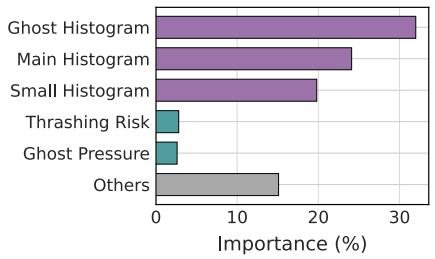 Ghost Histogram
Main Histogram
Small Histogram
Thrashing Risk
Ghost Pressure
Others
0 10 20 30
Importance (%)